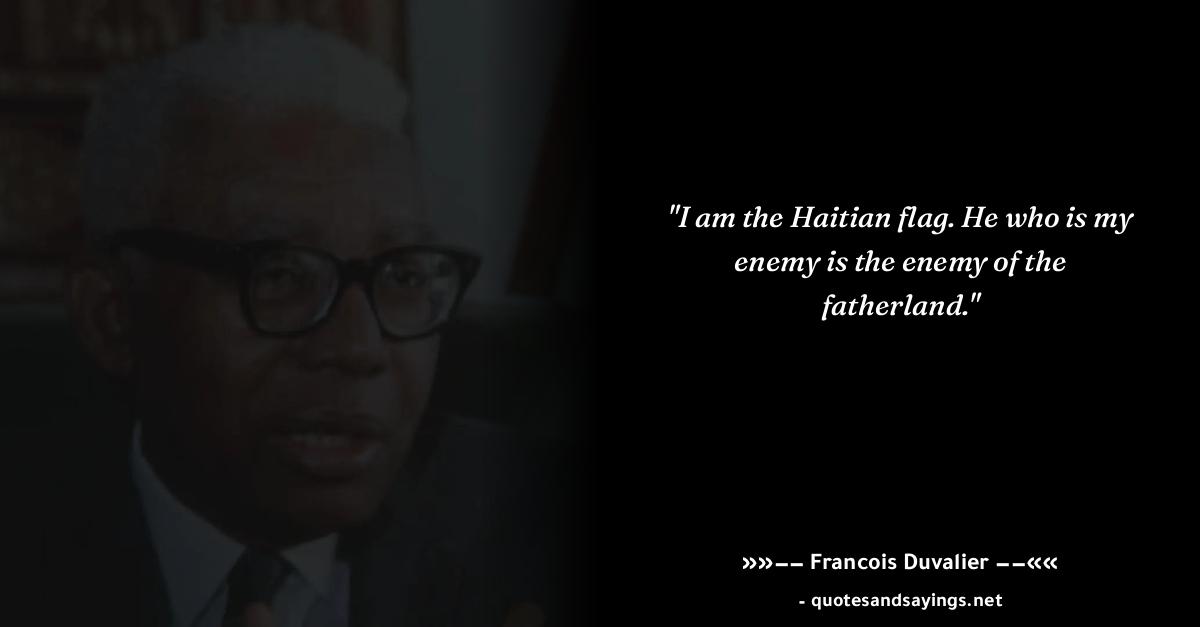 "I am the Haitian flag. He who is my
enemy is the enemy of the
fatherland."
»»−− Francois Duvalier −−««
- quotesandsayings.net